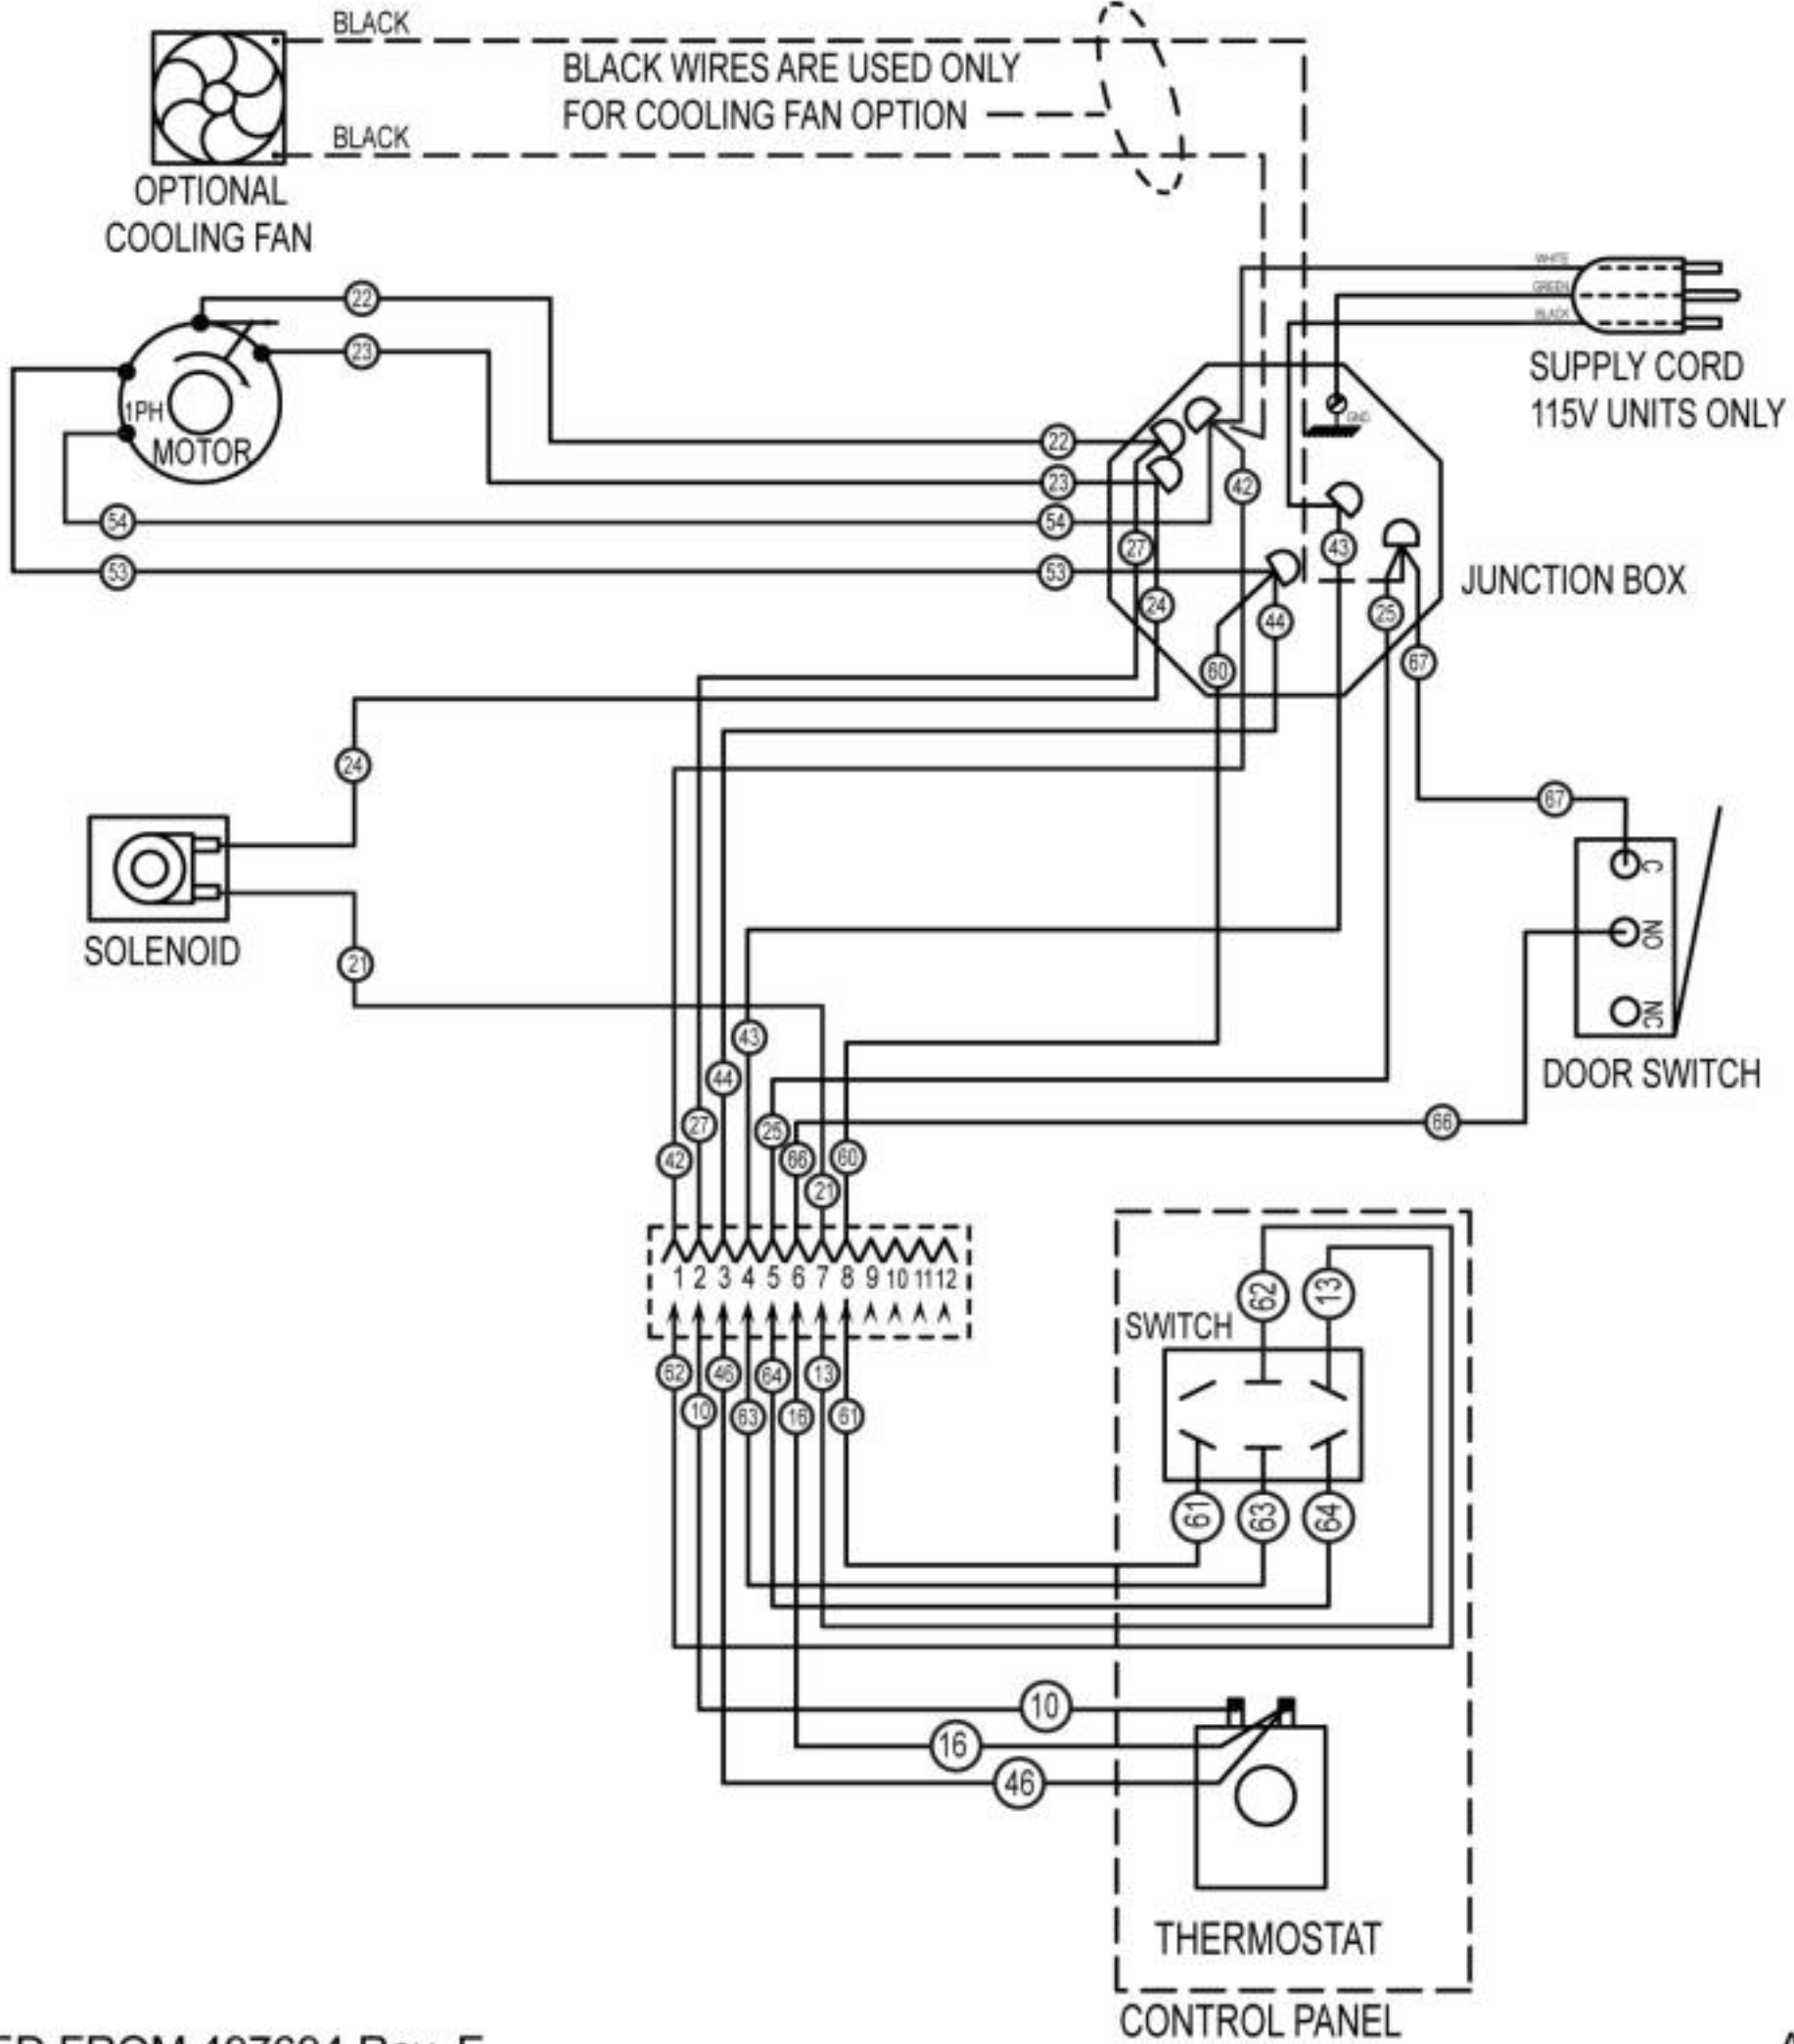 BLACK
BLACK WIRES ARE USED ONLY
FOR COOLING FAN OPTION
BLACK
OPTIONAL
COOLING FAN
WHITE
GREEN
BLACK
SUPPLY CORD
115V UNITS ONLY
22
23
1PH
MOTOR
GND
22
23
42
54
54
27
43
53
53
JUNCTION BOX
24
44
25
60
67
24
67
C
NO
NC
SOLENOID
21
DOOR SWITCH
43
44
27
25
66
42
66
60
21
1 2 3 4 5 6 7 8 9 10 11 12
62
13
SWITCH
62 46 64 13
10 63 16 61
61 63 64
10
16
46
THERMOSTAT
CONTROL PANEL